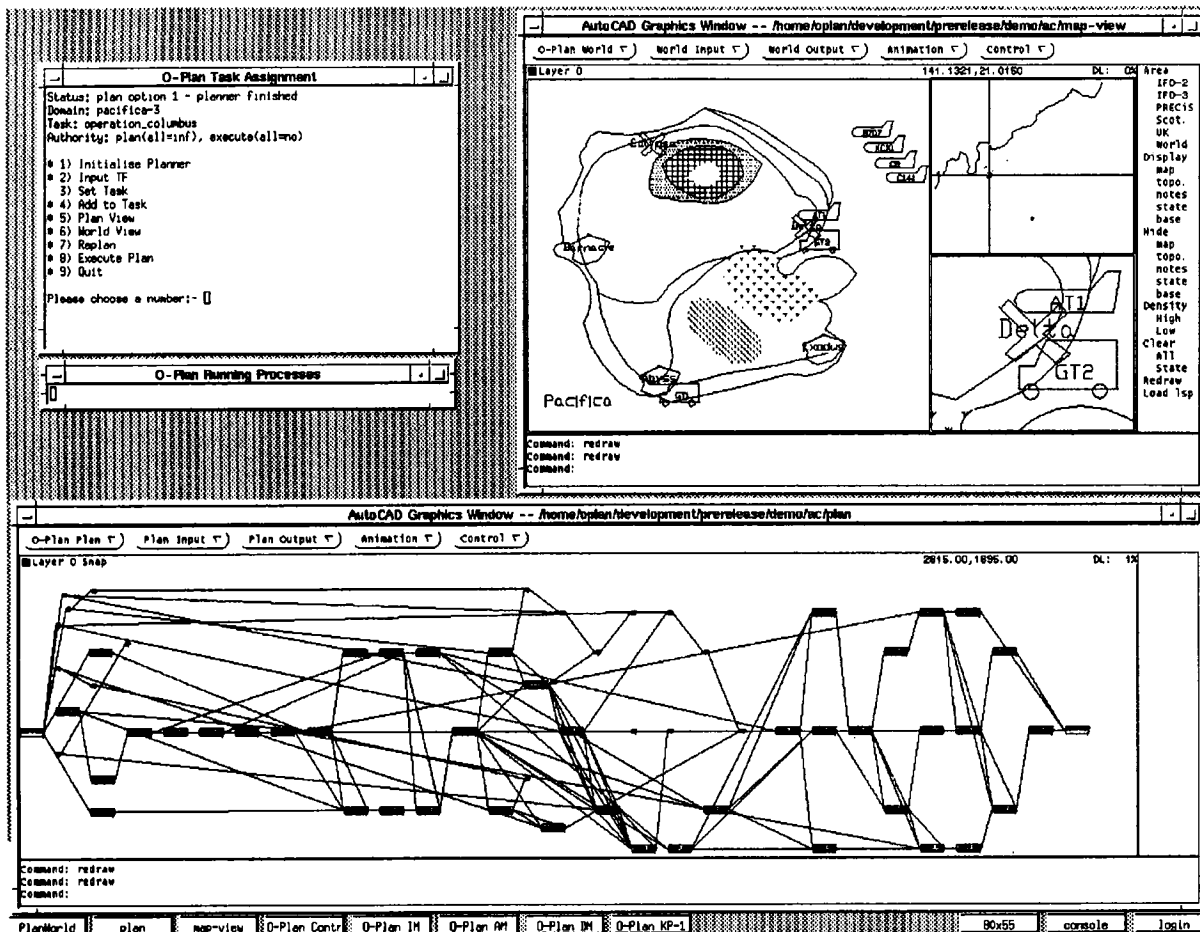 O-Plan Task Assignment
Status: plan option 1 - planner finished
Domain: pacifica-3
Task: operation_columbus
Authority: plan(all=inf), execute(all=no)
* 1) Initialise Planner
* 2) Input TF
3) Set Task
* 4) Add to Task
* 5) Plan View
* 6) World View
* 7) Replan
* 8) Execute Plan
* 9) Quit
Please choose a number:-
O-Plan Running Processes
AutoCAD Graphics Window -- /home/oplan/development/prerelease/demo/ac/map-view
O-Plan World World Input World Output Animation Control
Layer 0 141.1321,21.0150 DL: 0%
Barnacle
Delta
Exodus
Abyss
Pacifica
AT1
Delta
GT2
Area
IFD-2
IFD-3
PRECiS
Scot.
UK
World
Display
map
topo.
notes
state
base
Hide
map
topo.
notes
state
base
Density
High
Low
Clear
All
State
Redraw
Load lsp
Command: redraw
Command: redraw
Command:
AutoCAD Graphics Window -- /home/oplan/development/prerelease/demo/ac/plan
O-Plan Plan Plan Input Plan Output Animation Control
Layer 0 Snap 2815.00,1895.00 DL: 1%
Command: redraw
Command: redraw
Command:
PlanWorld plan map-view O-Plan Contr O-Plan IM O-Plan AM O-Plan DM O-Plan KP-1 80x55 console login